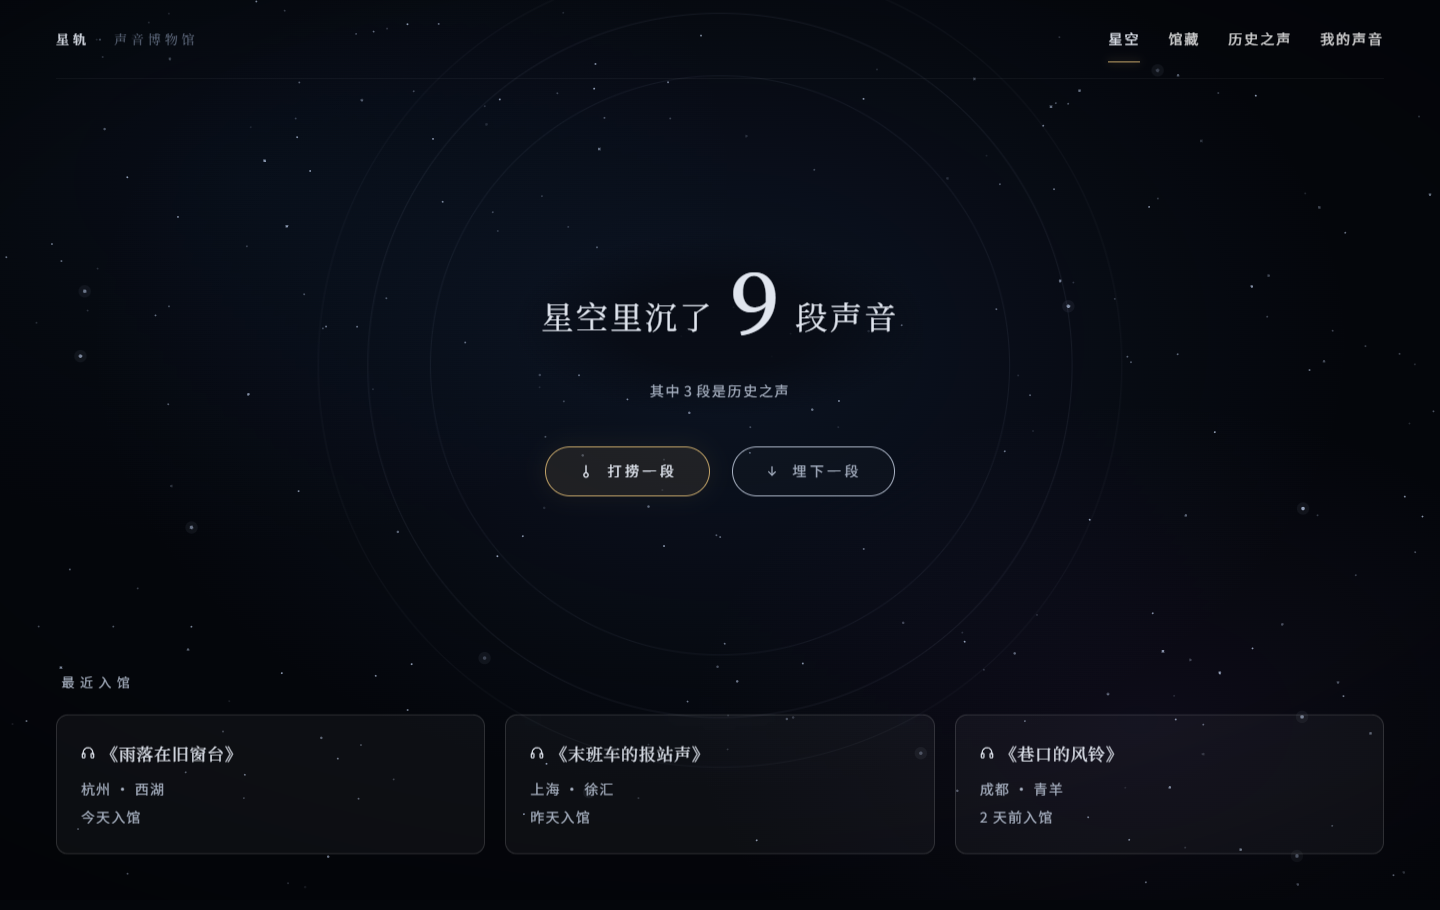 星轨 · 声音博物馆
星空 馆藏 历史之声 我的声音
星空里沉了 9 段声音
其中 3 段是历史之声
打捞一段 ↓ 埋下一段
最近入馆
《雨落在旧窗台》
杭州 · 西湖
今天入馆
《末班车的报站声》
上海 · 徐汇
昨天入馆
《巷口的风铃》
成都 · 青羊
2 天前入馆